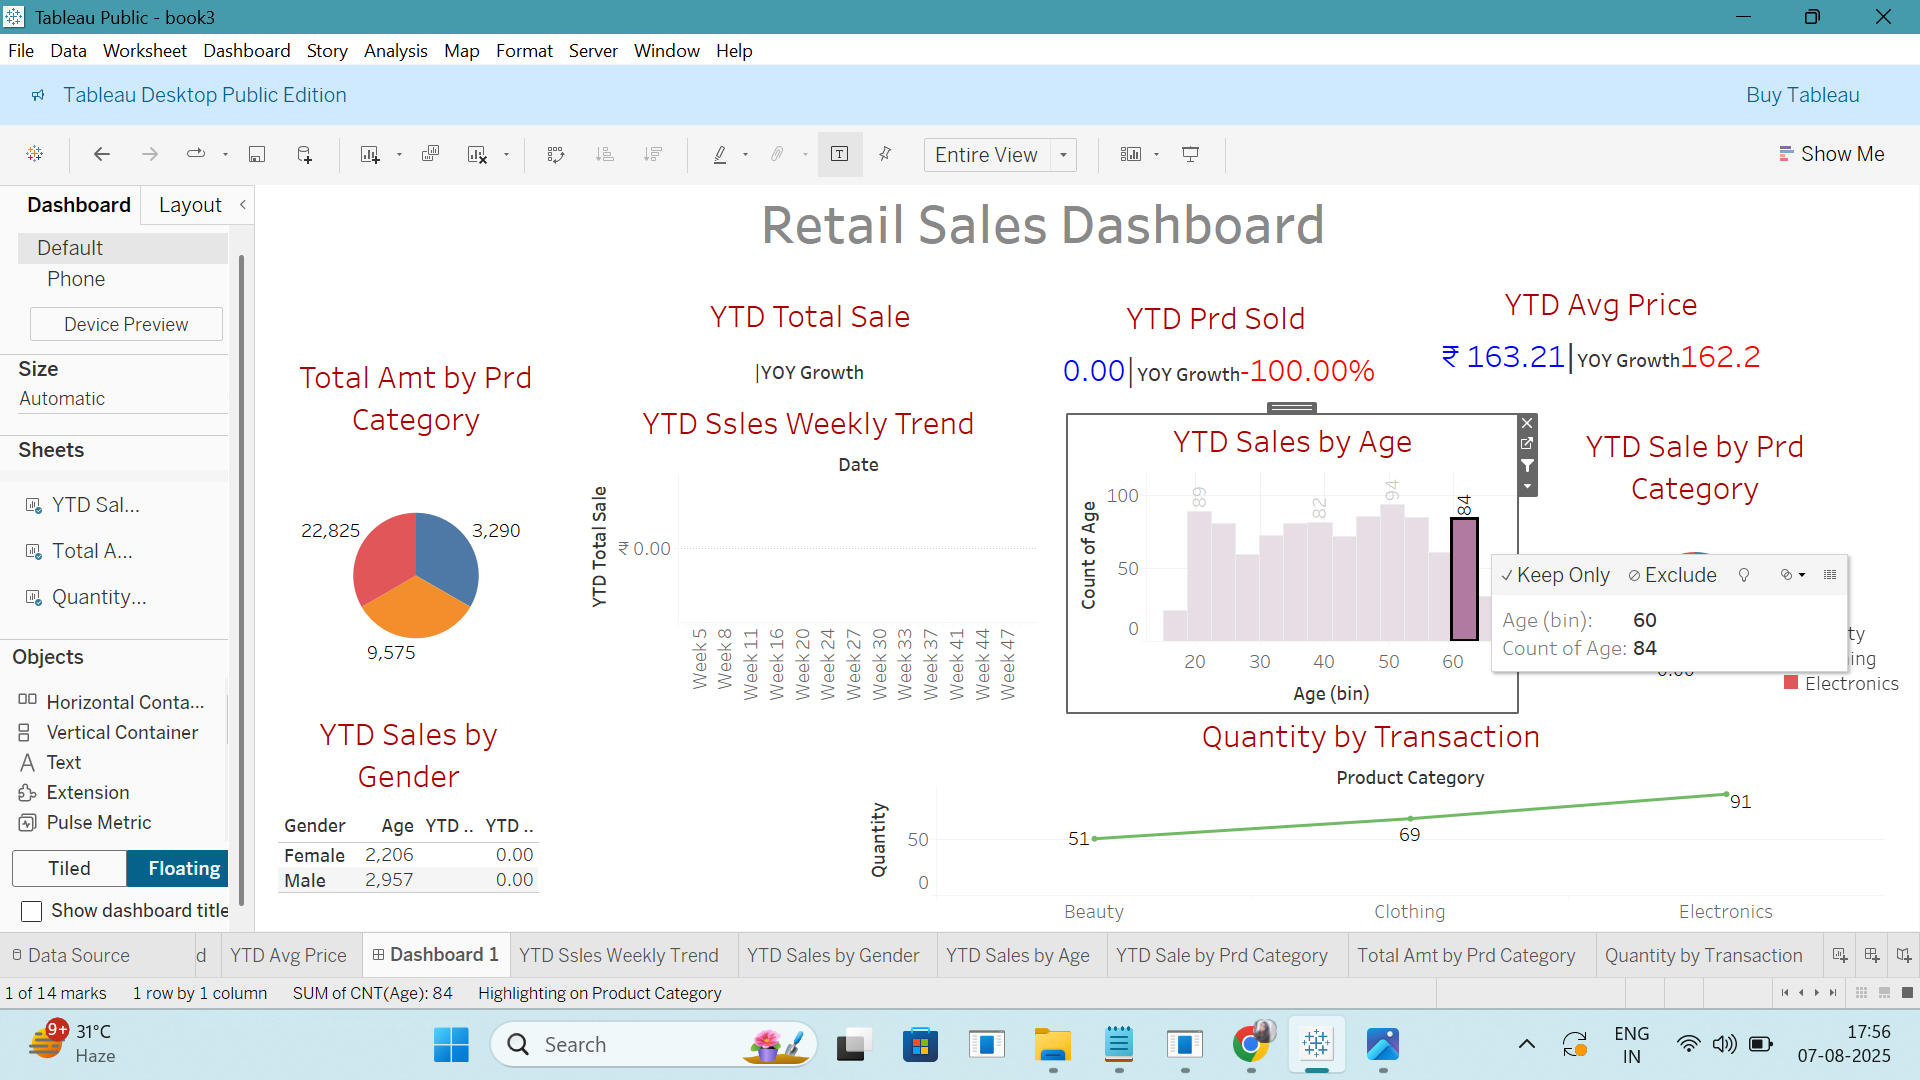 Tableau Public - book3
File Data Worksheet Dashboard Story Analysis Map Format Server Window Help
Tableau Desktop Public Edition
Buy Tableau
Entire View
Show Me
Dashboard
Layout
Default
Phone
Device Preview
Size
Automatic
Sheets
YTD Sal...
Total A...
Quantity...
Objects
Horizontal Conta...
Vertical Container
Text
Extension
Pulse Metric
Tiled
Floating
Show dashboard title
Retail Sales Dashboard
YTD Total Sale
|YOY Growth
YTD Prd Sold
0.00|YOY Growth-100.00%
YTD Avg Price
₹ 163.21|YOY Growth162.2
Total Amt by Prd
Category
22,825
3,290
9,575
YTD Ssles Weekly Trend
Date
YTD Total Sale
₹ 0.00
Week 5
Week 8
Week 11
Week 16
Week 20
Week 24
Week 27
Week 30
Week 33
Week 37
Week 41
Week 44
Week 47
YTD Sales by Age
Count of Age
100
50
0
89
82
94
84
20
30
40
50
60
Age (bin)
YTD Sale by Prd
Category
Keep Only
Exclude
Age (bin): 60
Count of Age: 84
ty
ing
Electronics
YTD Sales by
Gender
Gender Age YTD .. YTD ..
Female 2,206 0.00
Male 2,957 0.00
Quantity by Transaction
Product Category
Quantity
50
0
51
69
91
Beauty
Clothing
Electronics
Data Source
d
YTD Avg Price
Dashboard 1
YTD Ssles Weekly Trend
YTD Sales by Gender
YTD Sales by Age
YTD Sale by Prd Category
Total Amt by Prd Category
Quantity by Transaction
1 of 14 marks
1 row by 1 column
SUM of CNT(Age): 84
Highlighting on Product Category
9+
31°C
Haze
Search
ENG
IN
17:56
07-08-2025